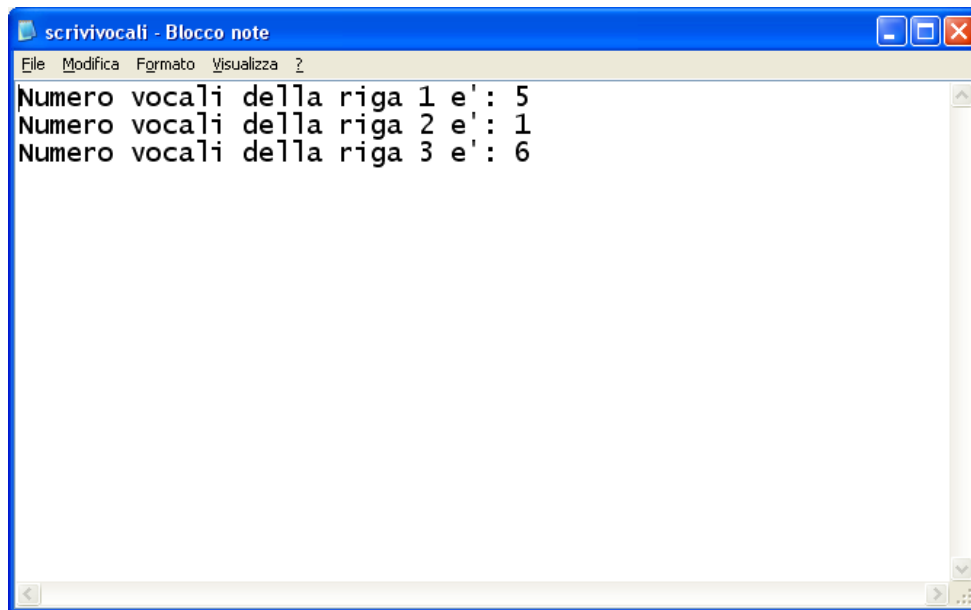 scrivivocali - Blocco note
File Modifica Formato Visualizza ?
Numero vocali della riga 1 e': 5
Numero vocali della riga 2 e': 1
Numero vocali della riga 3 e': 6